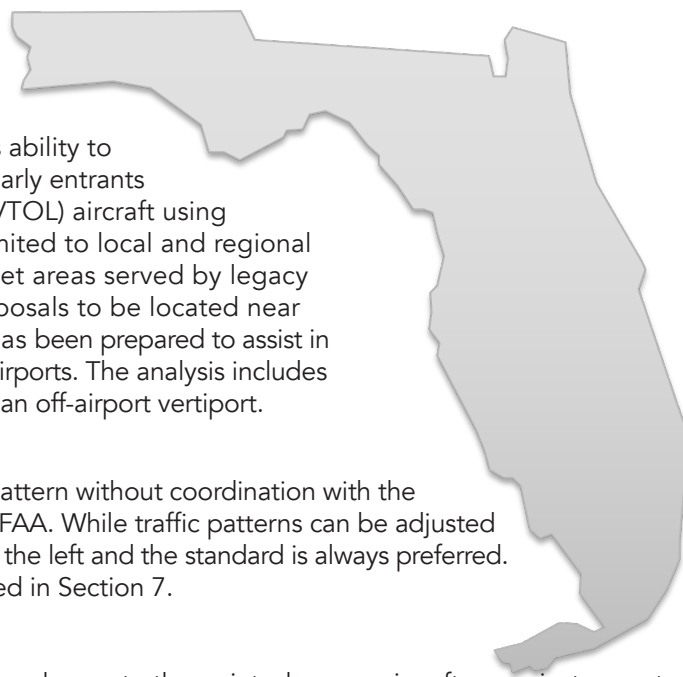 s ability to
arly entrants
VTOL) aircraft using
nited to local and regional
et areas served by legacy
posals to be located near
as been prepared to assist in
irports. The analysis includes
an off-airport vertiport.
attern without coordination with the
FAA. While traffic patterns can be adjusted
the left and the standard is always preferred.
ed in Section 7.